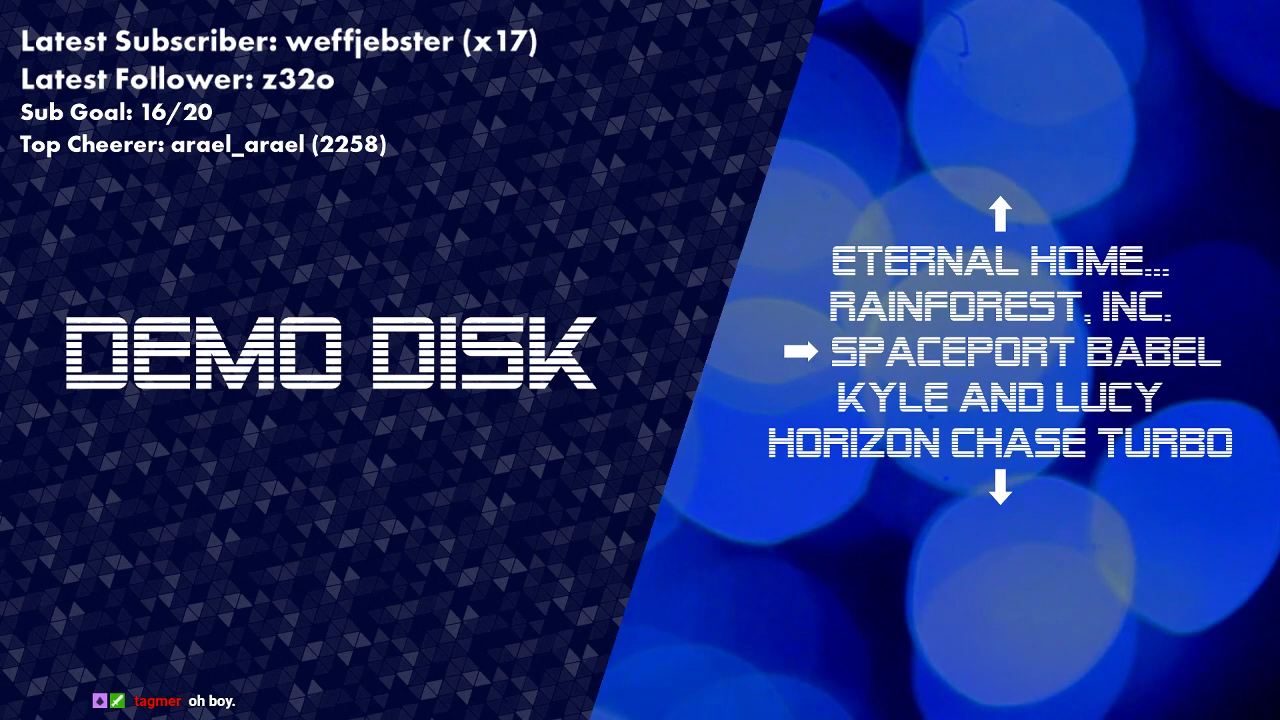 Latest Subscriber: weffjebster (x17)
Latest Follower: z32o
Sub Goal: 16/20
Top Cheerer: arael_arael (2258)
DEMO DISK
ETERNAL HOME...
RAINFOREST, INC.
SPACEPORT BABEL
KYLE AND LUCY
HORIZON CHASE TURBO
tagmer oh boy.